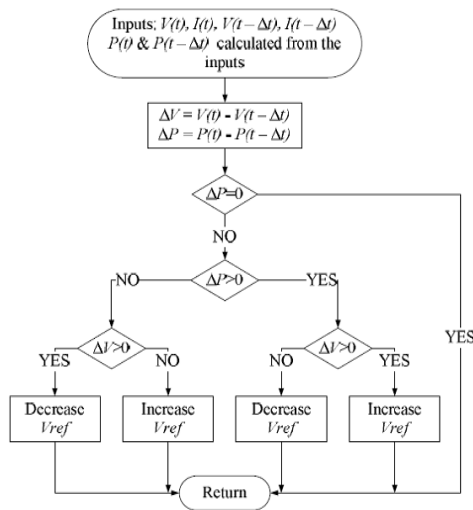 Inputs; V(t), I(t), V(t − Δt), I(t − Δt)
P(t) & P(t − Δt) calculated from the
inputs
ΔV = V(t) - V(t − Δt)
ΔP = P(t) - P(t − Δt)
ΔP=0
NO
YES
ΔP>0
NO
YES
ΔV>0
YES
NO
ΔV>0
NO
YES
Decrease
Vref
Increase
Vref
Decrease
Vref
Increase
Vref
Return